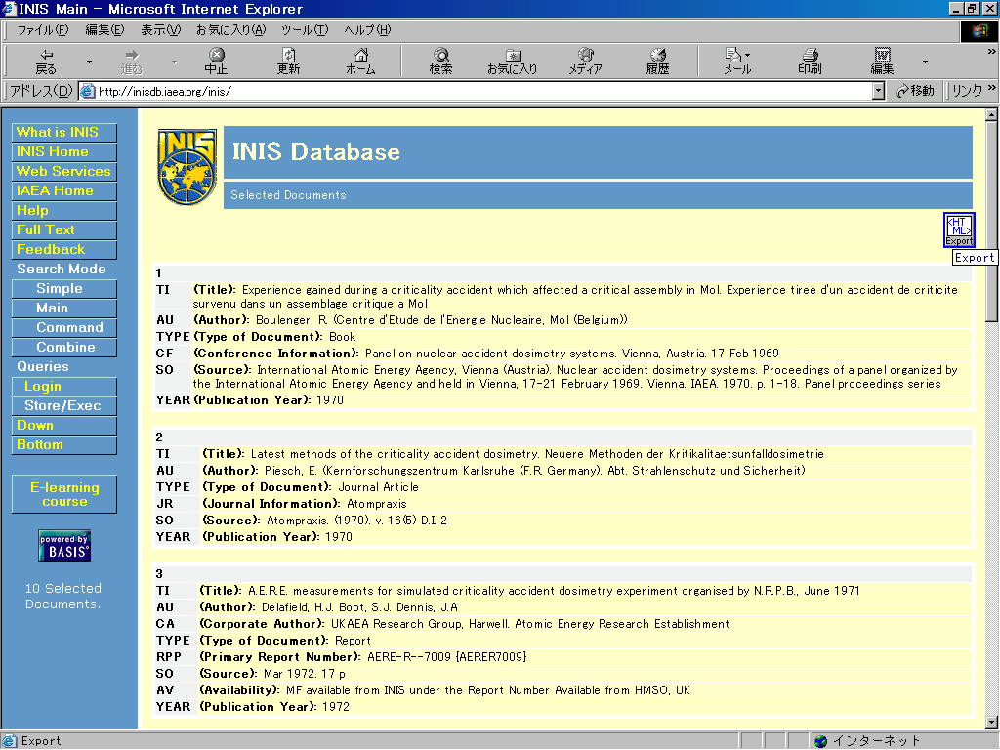 INIS Main - Microsoft Internet Explorer
ファイル(F) 編集(E) 表示(V) お気に入り(A) ツール(T) ヘルプ(H)
戻る 進む 中止 更新 ホーム 検索 お気に入り メディア 履歴 メール 印刷 編集 »
アドレス(D) http://inisdb.iaea.org/inis/ 移動 リンク »
What is INIS
INIS Home
Web Services
IAEA Home
Help
Full Text
Feedback
Search Mode
Simple
Main
Command
Combine
Queries
Login
Store/Exec
Down
Bottom
E-learning
course
powered by
BASIS
10 Selected
Documents.
INIS
INIS Database
Selected Documents
<HT
ML>
Export
Export
1
TI (Title): Experience gained during a criticality accident which affected a critical assembly in Mol. Experience tiree d'un accident de criticite
survenu dans un assemblage critique a Mol
AU (Author): Boulenger, R. (Centre d'Etude de l'Energie Nucleaire, Mol (Belgium))
TYPE (Type of Document): Book
CF (Conference Information): Panel on nuclear accident dosimetry systems. Vienna, Austria. 17 Feb 1969
SO (Source): International Atomic Energy Agency, Vienna (Austria). Nuclear accident dosimetry systems. Proceedings of a panel organized by
the International Atomic Energy Agency and held in Vienna, 17-21 February 1969. Vienna. IAEA. 1970. p. 1-18. Panel proceedings series
YEAR (Publication Year): 1970
2
TI (Title): Latest methods of the criticality accident dosimetry. Neuere Methoden der Kritikalitaetsunfalldosimetrie
AU (Author): Piesch, E. (Kernforschungszentrum Karlsruhe (F.R. Germany). Abt. Strahlenschutz und Sicherheit)
TYPE (Type of Document): Journal Article
JR (Journal Information): Atompraxis
SO (Source): Atompraxis. (1970). v. 16(5) D.I 2
YEAR (Publication Year): 1970
3
TI (Title): A.E.R.E. measurements for simulated criticality accident dosimetry experiment organised by N.R.P.B., June 1971
AU (Author): Delafield, H.J. Boot, S.J. Dennis, J.A
CA (Corporate Author): UKAEA Research Group, Harwell. Atomic Energy Research Establishment
TYPE (Type of Document): Report
RPP (Primary Report Number): AERE-R--7009 {AERER7009}
SO (Source): Mar 1972. 17 p
AV (Availability): MF available from INIS under the Report Number Available from HMSO, UK
YEAR (Publication Year): 1972
Export インターネット